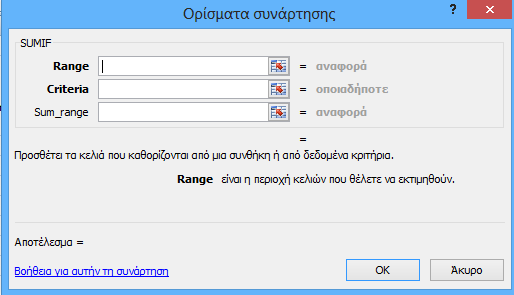 Ορίσματα συνάρτησης
? ×
SUMIF
Range = αναφορά
Criteria = οποιαδήποτε
Sum_range = αναφορά
=
Προσθέτει τα κελιά που καθορίζονται από μια συνθήκη ή από δεδομένα κριτήρια.
Range είναι η περιοχή κελιών που θέλετε να εκτιμηθούν.
Αποτέλεσμα =
Βοήθεια για αυτήν τη συνάρτηση
OK
Άκυρο